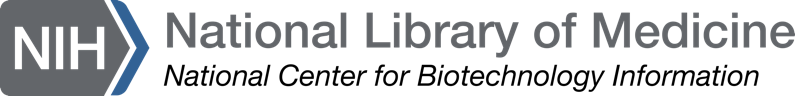 NIH National Library of Medicine
National Center for Biotechnology Information